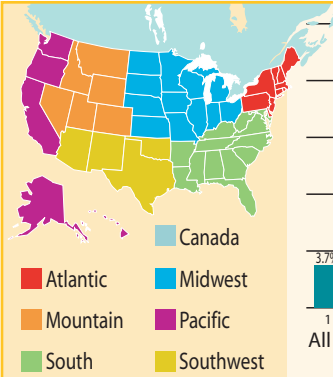 Canada
Atlantic
Midwest
Mountain
Pacific
South
Southwest
3.7%
1
All